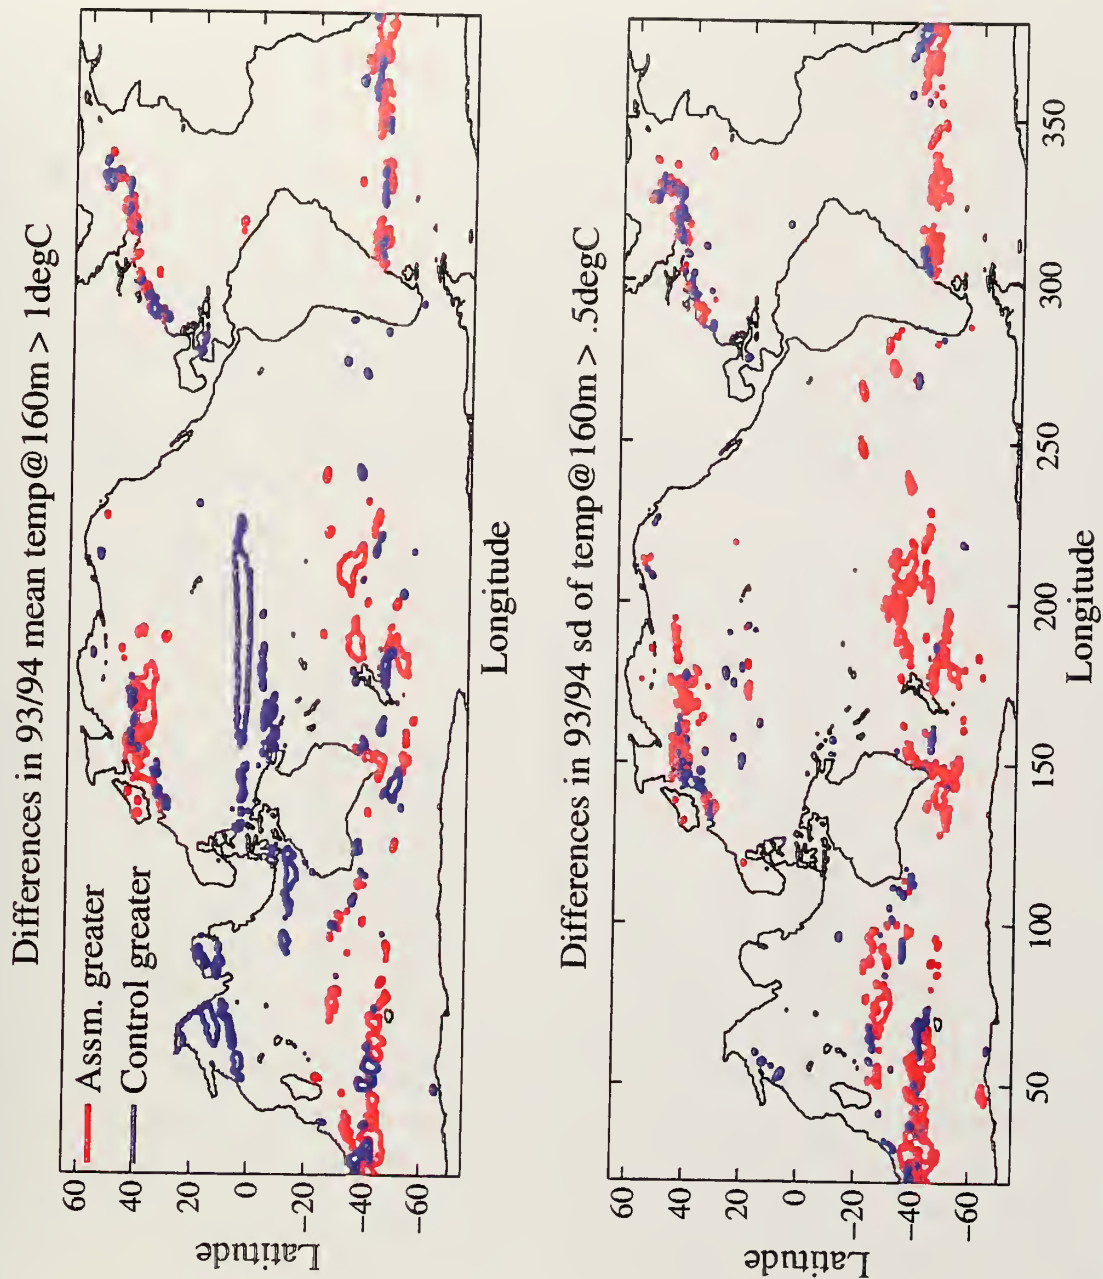 Differences in 93/94 mean temp@160m > 1degC
Assm. greater
Control greater
60
40
20
0
−20
−40
−60
Latitude
Longitude
Differences in 93/94 sd of temp@160m > .5degC
60
40
20
0
−20
−40
−60
Latitude
50
100
150
200
250
300
350
Longitude